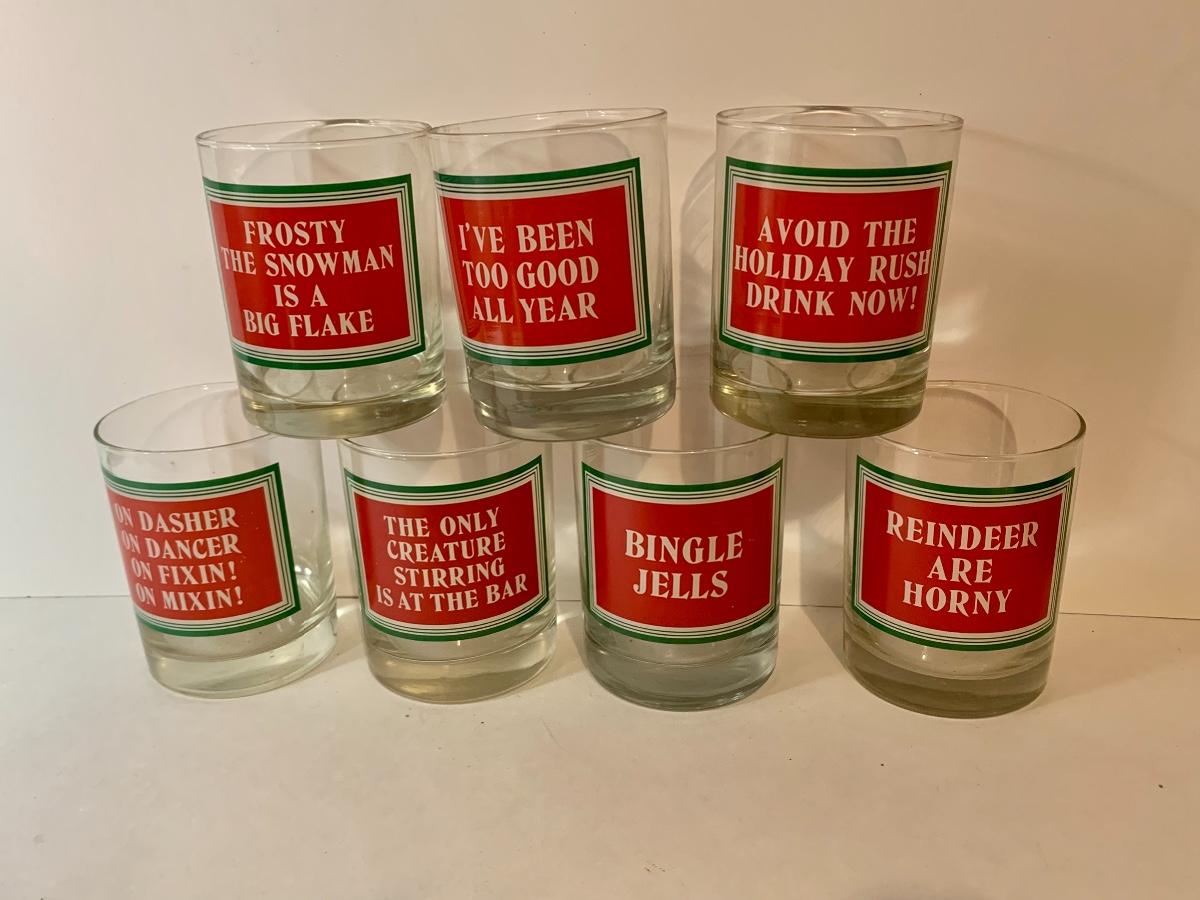 FROSTY
THE SNOWMAN
IS A
BIG FLAKE
I'VE BEEN
TOO GOOD
ALL YEAR
AVOID THE
HOLIDAY RUSH
DRINK NOW!
ON DASHER
ON DANCER
ON FIXIN!
ON MIXIN!
THE ONLY
CREATURE
STIRRING
IS AT THE BAR
BINGLE
JELLS
REINDEER
ARE
HORNY